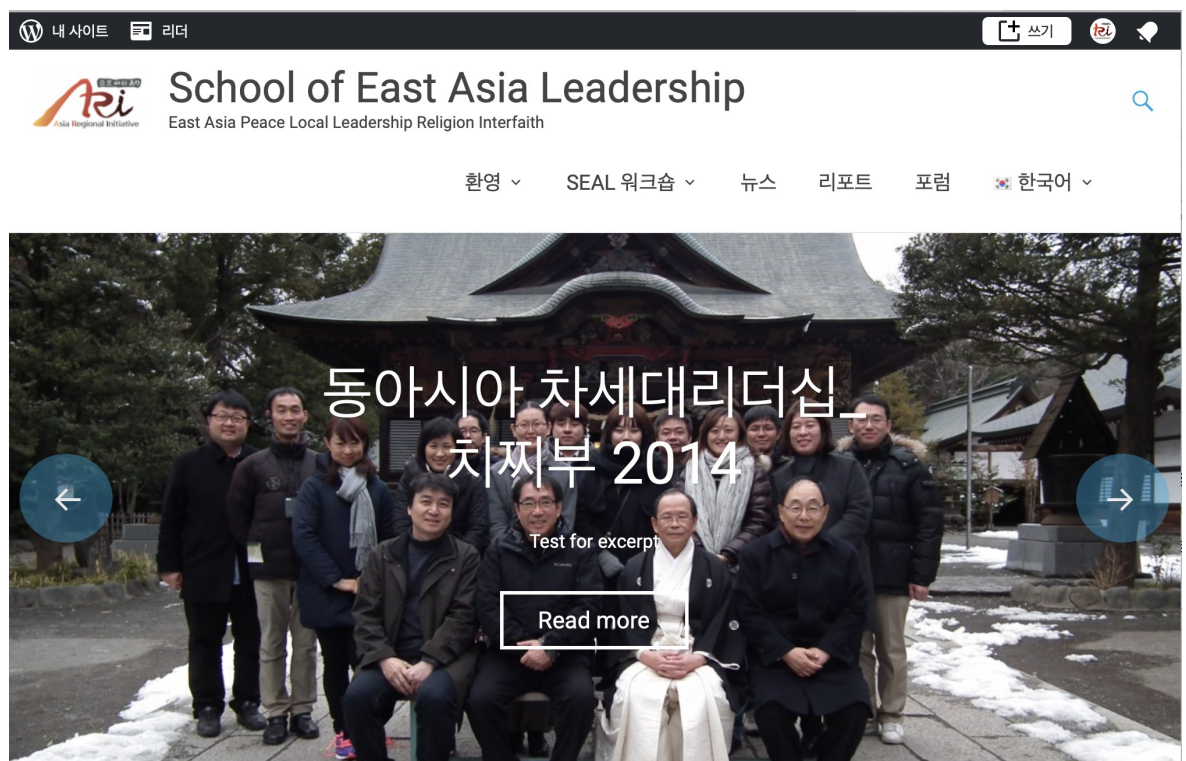 내 사이트 리더 쓰기
ARi
Asia Regional Initiative
School of East Asia Leadership
East Asia Peace Local Leadership Religion Interfaith
환영 SEAL 워크숍 뉴스 리포트 포럼 한국어
동아시아 차세대리더십_
치찌부 2014
Test for excerpt
Read more